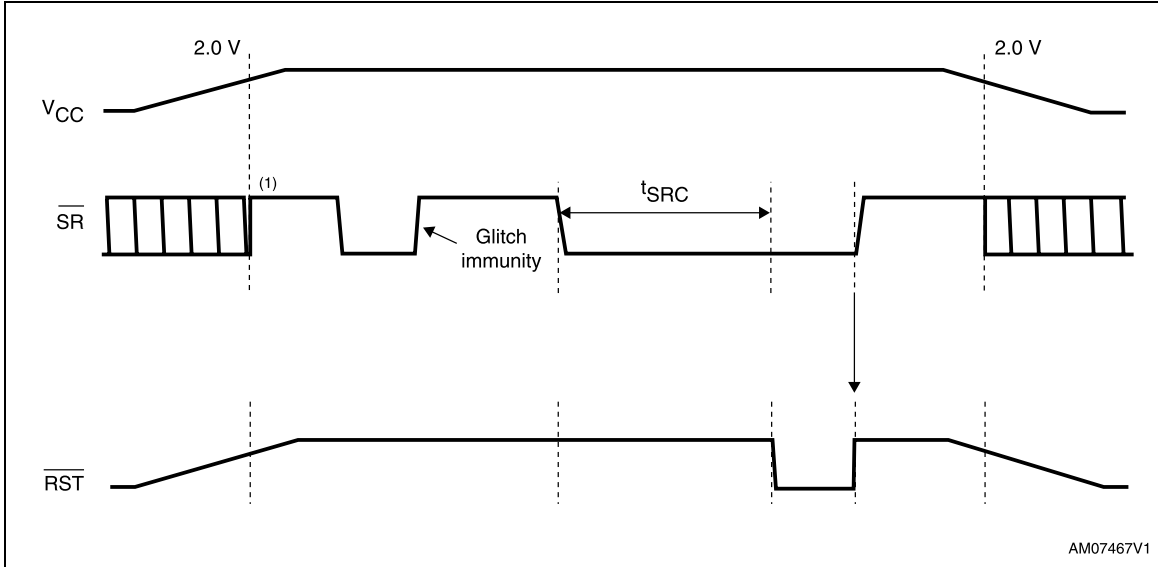 2.0 V
2.0 V
VCC
(1)
SR
tSRC
Glitch
immunity
RST
AM07467V1